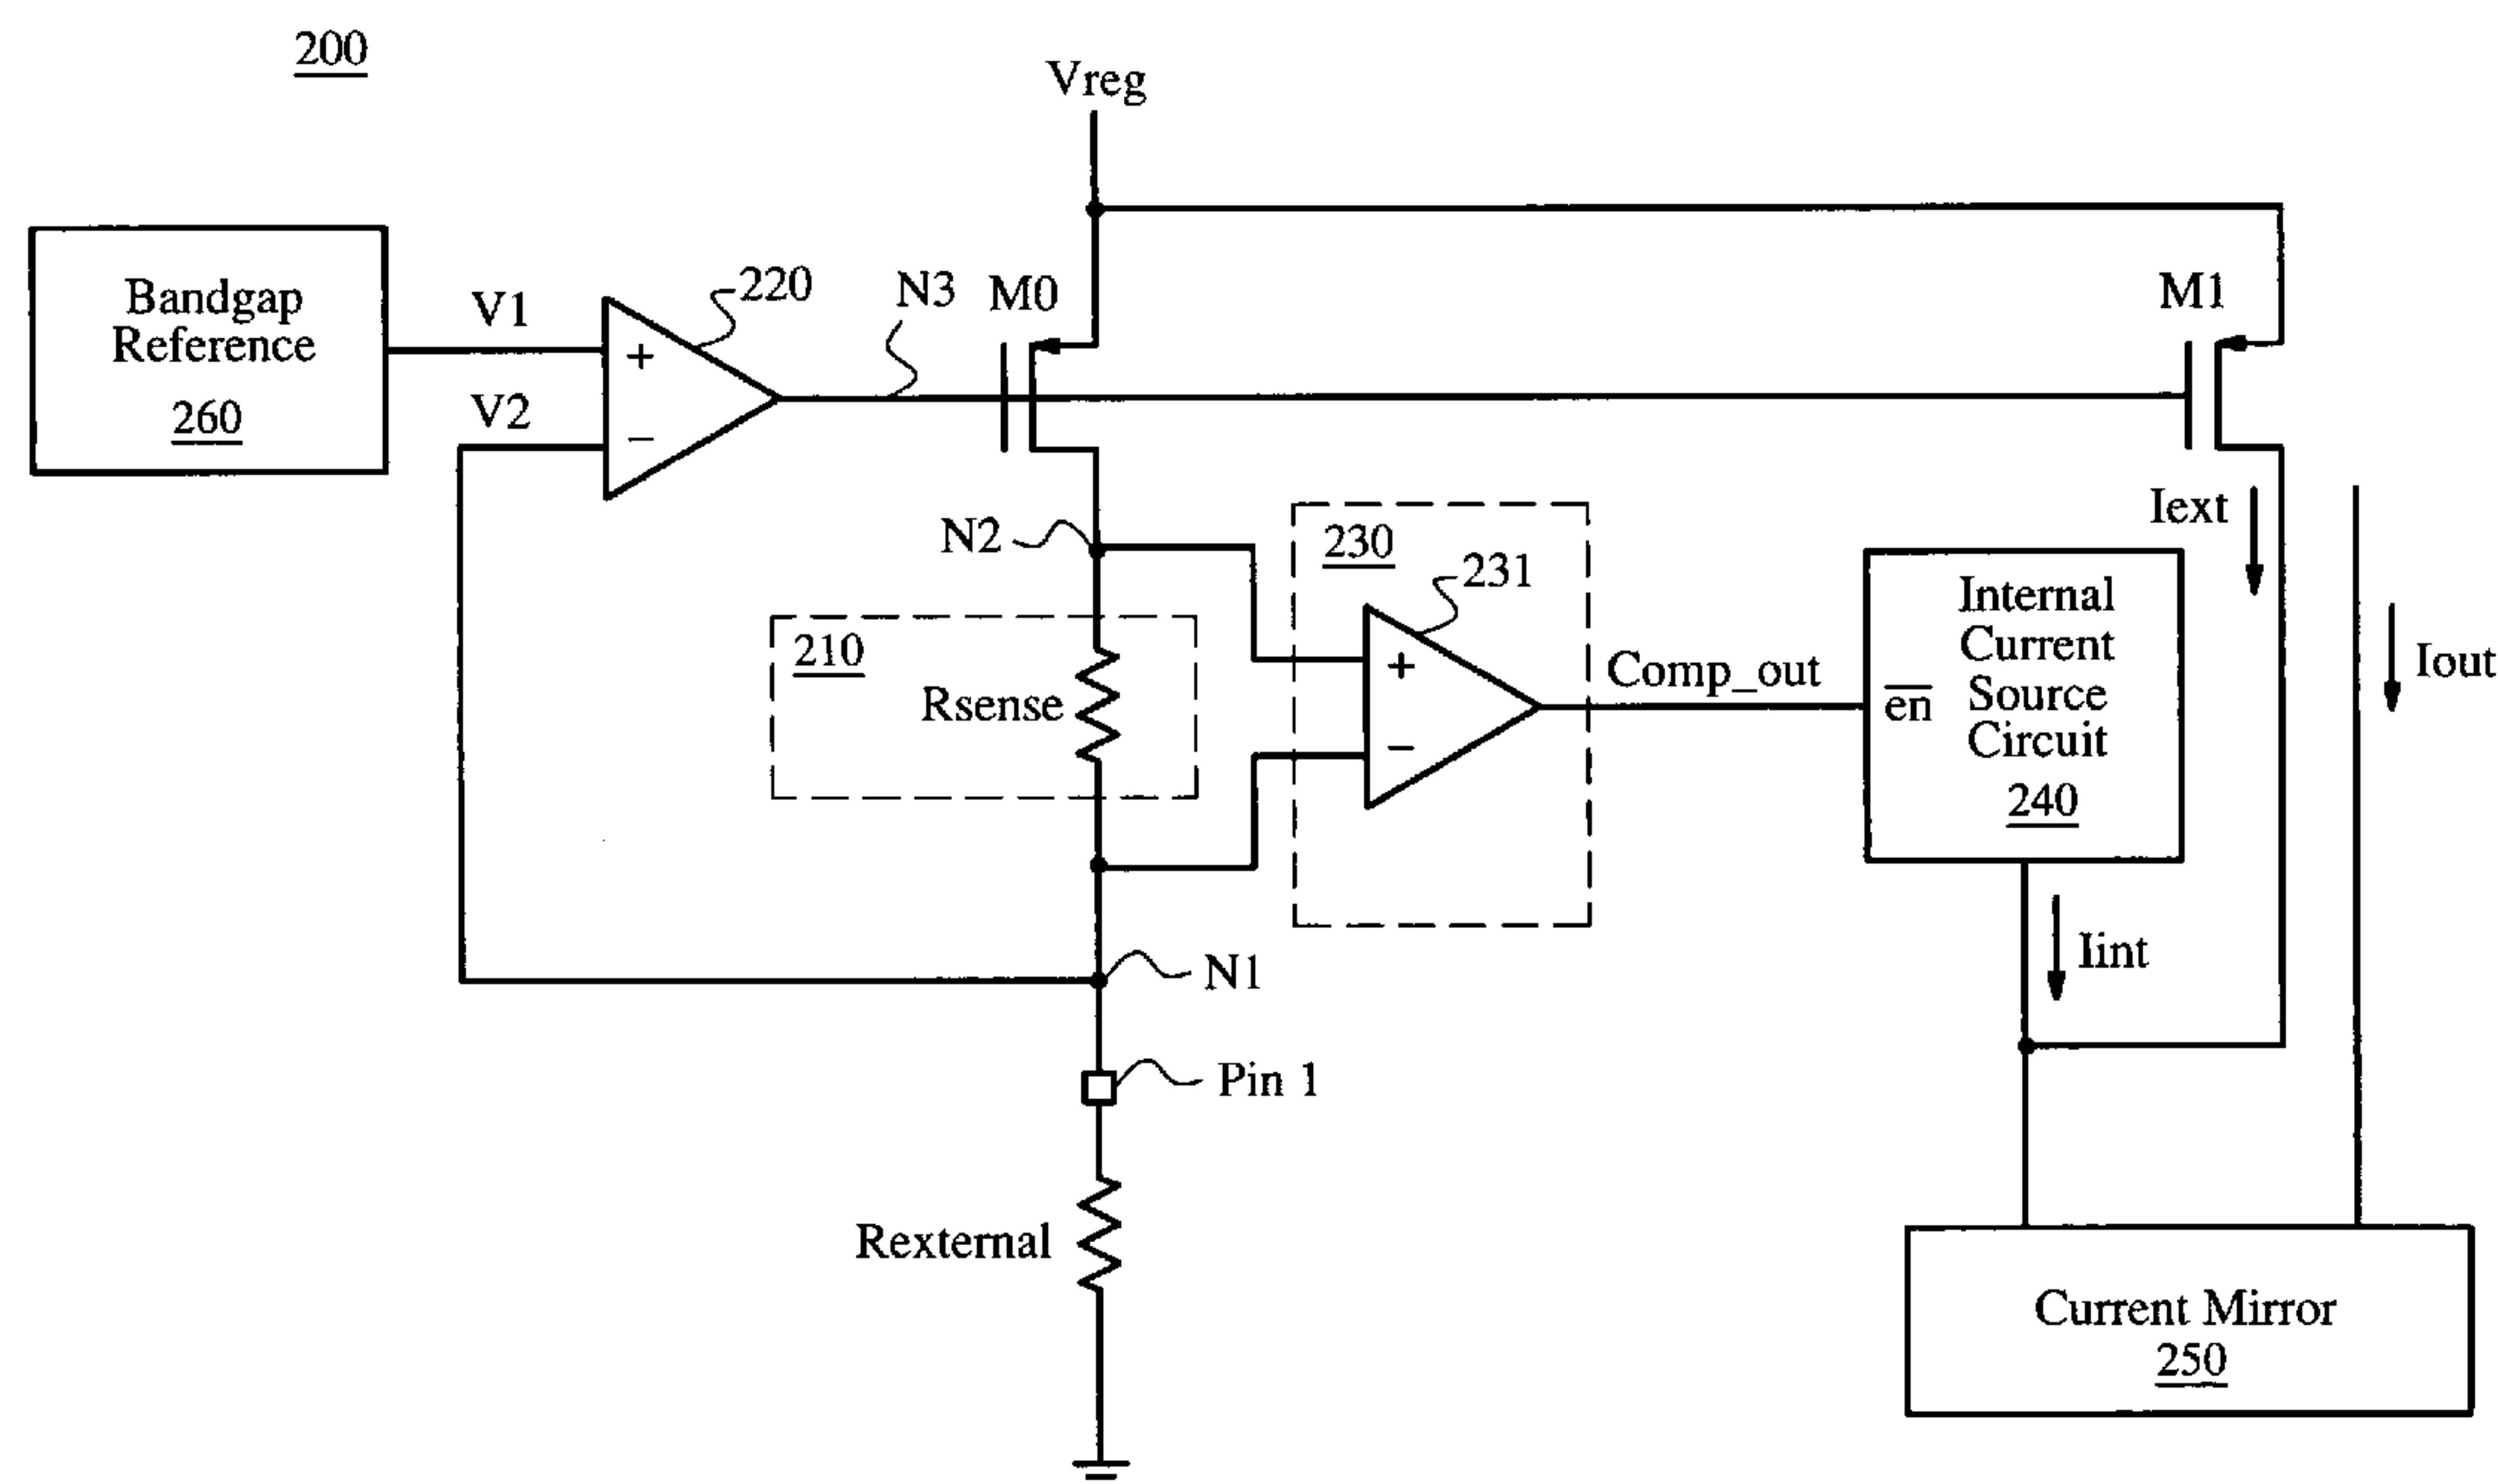 200
Vreg
Bandgap
Reference
260
V1
V2
+
−
220
N3
M0
M1
N2
210
Rsense
230
231
+
−
Comp_out
en
Internal
Current
Source
Circuit
240
Iext
Iout
Iint
N1
Pin 1
Rexternal
Current Mirror
250